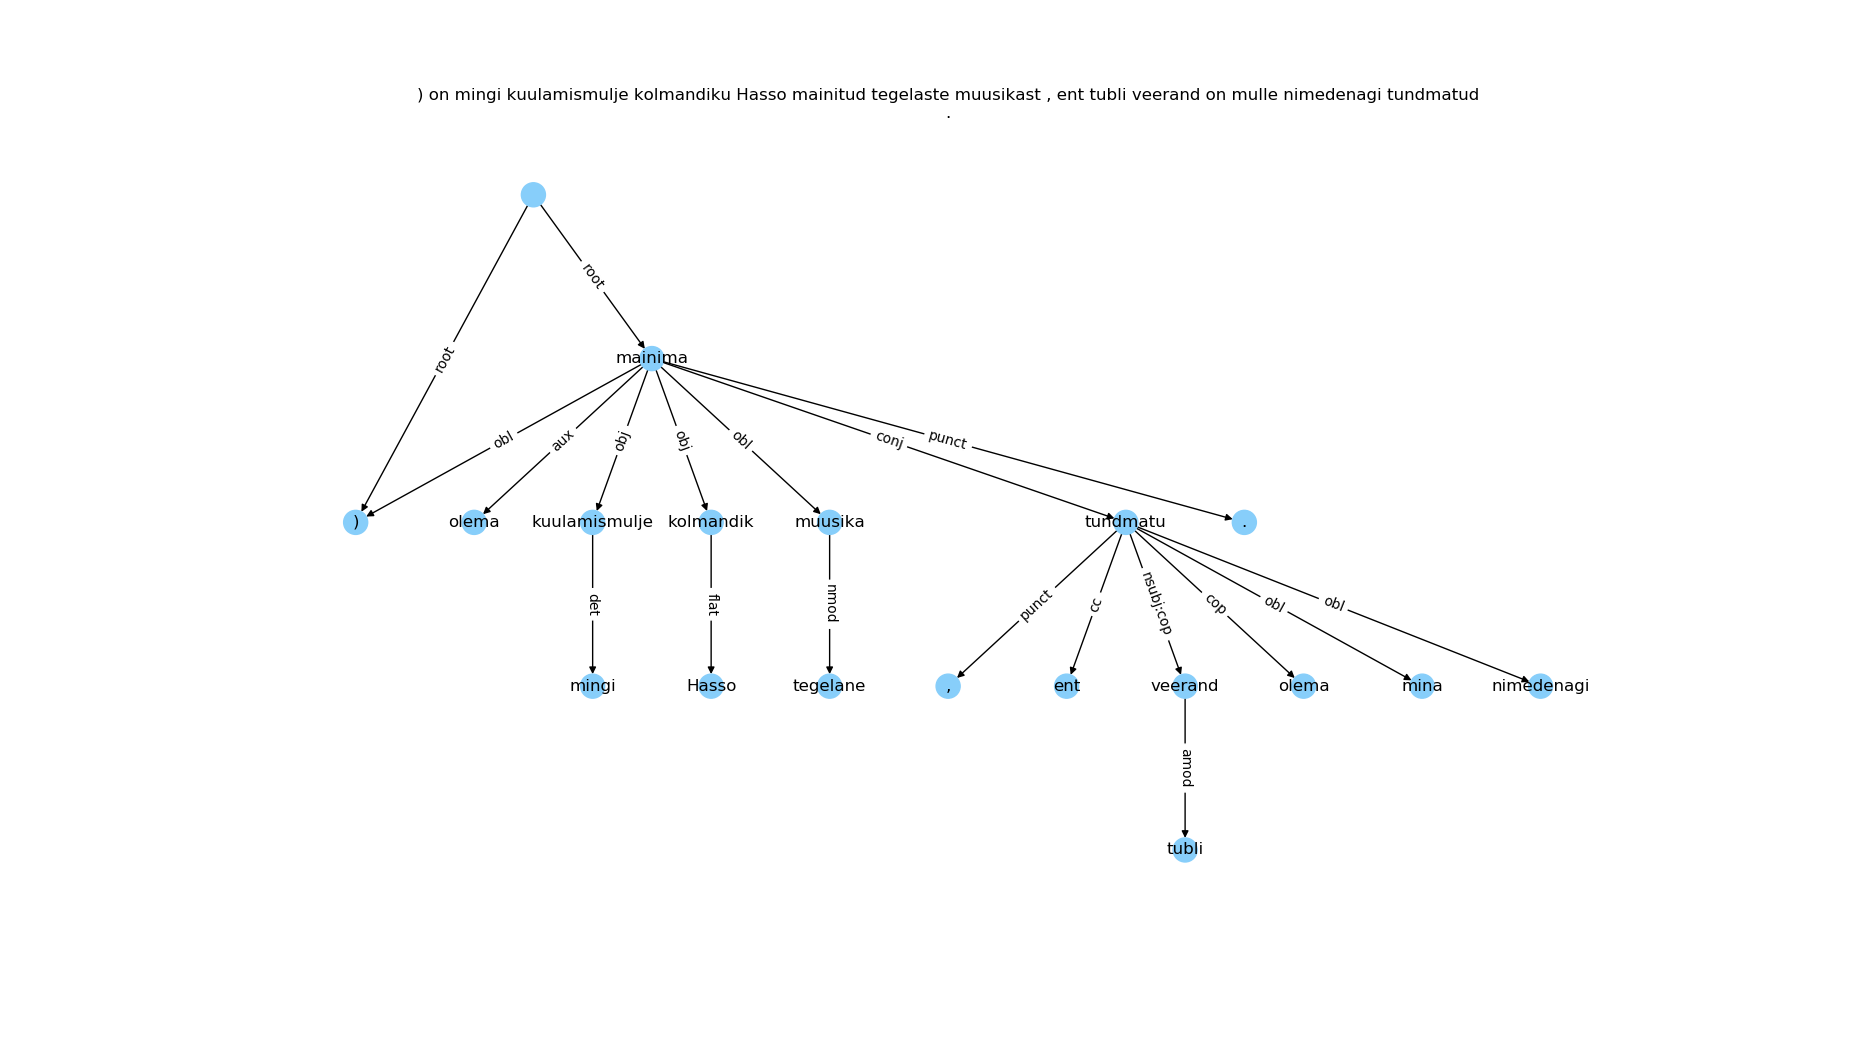 ) on mingi kuulamismulje kolmandiku Hasso mainitud tegelaste muusikast , ent tubli veerand on mulle nimedenagi tundmatud
.
root
root
mainima
obl
aux
obj
obj
obl
conj
punct
)
olema
kuulamismulje
kolmandik
muusika
tundmatu
.
det
flat
nmod
punct
cc
nsubj:cop
cop
obl
obl
mingi
Hasso
tegelane
,
ent
veerand
olema
mina
nimedenagi
amod
tubli